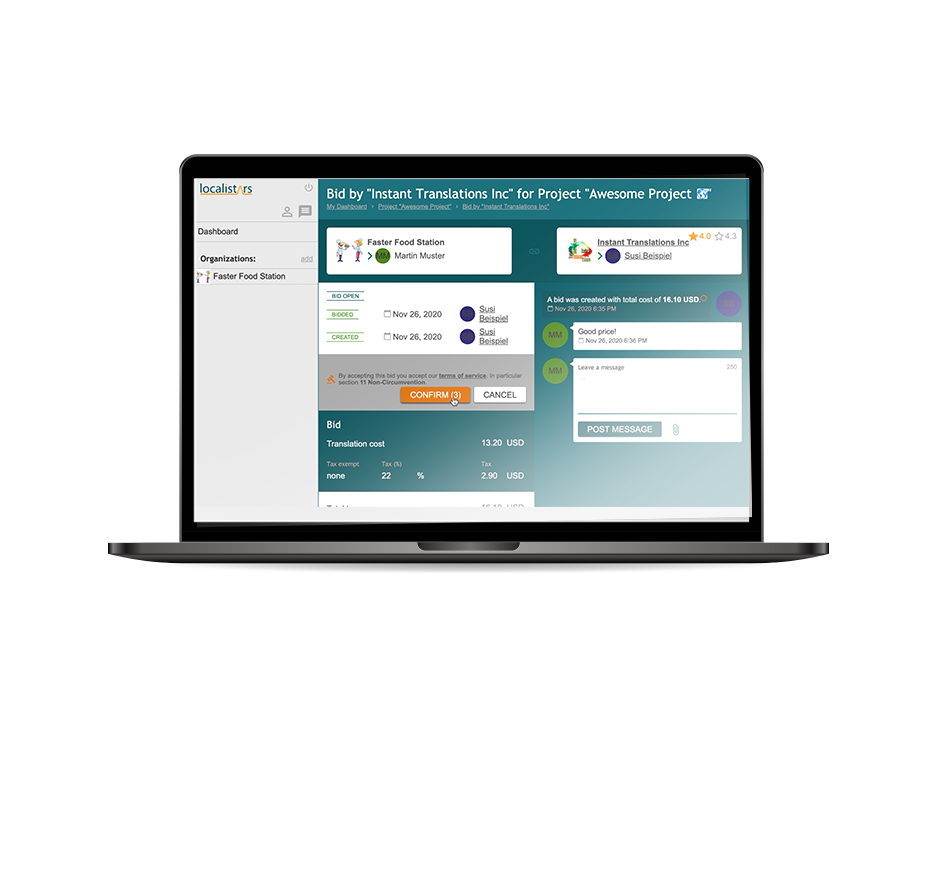 localistars
Dashboard
Organizations: add
Faster Food Station
Bid by "Instant Translations Inc" for Project "Awesome Project
My Dashboard › Project "Awesome Project" › Bid by "Instant Translations Inc"
Faster Food Station
MM Martin Muster
Instant Translations Inc 4.0 4.3
Susi Beispiel
BID OPEN
BIDDED Nov 26, 2020 Susi
Beispiel
CREATED Nov 26, 2020 Susi
Beispiel
By accepting this bid you accept our terms of service. In particular
section 11 Non-Circumvention.
CONFIRM (3) CANCEL
Bid
Translation cost 13.20 USD
Tax exempt Tax (%) Tax
none 22 % 2.90 USD
A bid was created with total cost of 16.10 USD.
Nov 26, 2020 6:35 PM
MM Good price!
Nov 26, 2020 6:36 PM
MM Leave a message 250
POST MESSAGE